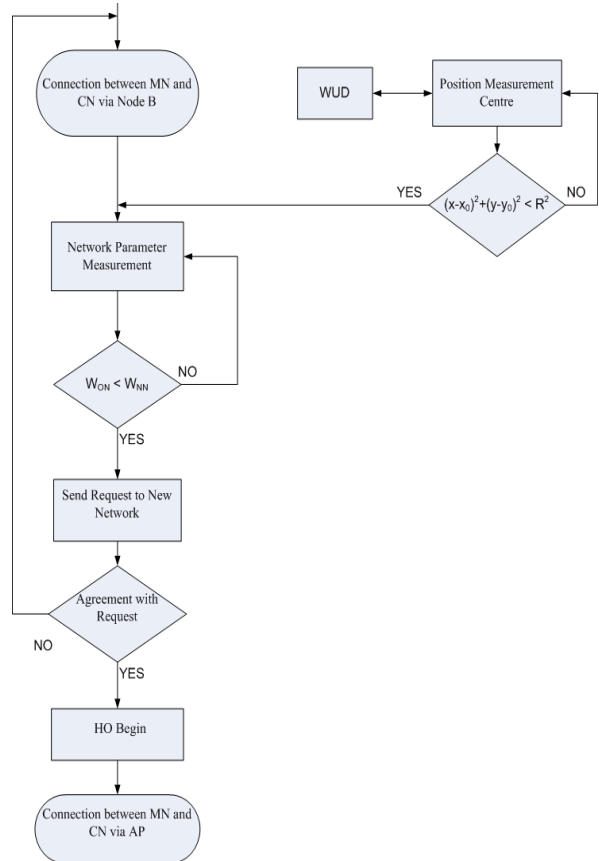 Connection between MN and
CN via Node B
WUD
Position Measurement
Centre
YES
(x-x₀)²+(y-y₀)² < R²
NO
Network Parameter
Measurement
W_ON < W_NN
NO
YES
Send Request to New
Network
Agreement with
Request
NO
YES
HO Begin
Connection between MN and
CN via AP